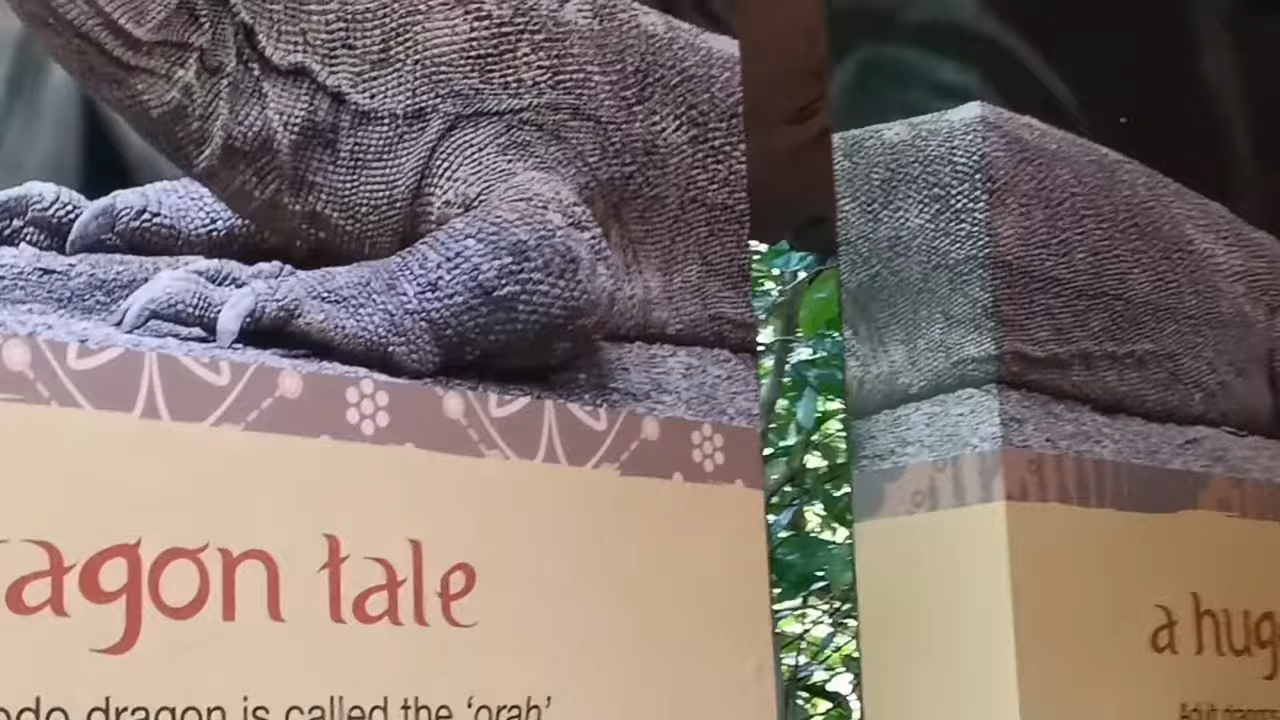 agon tale
odo dragon is called the ‘orah’
a hug